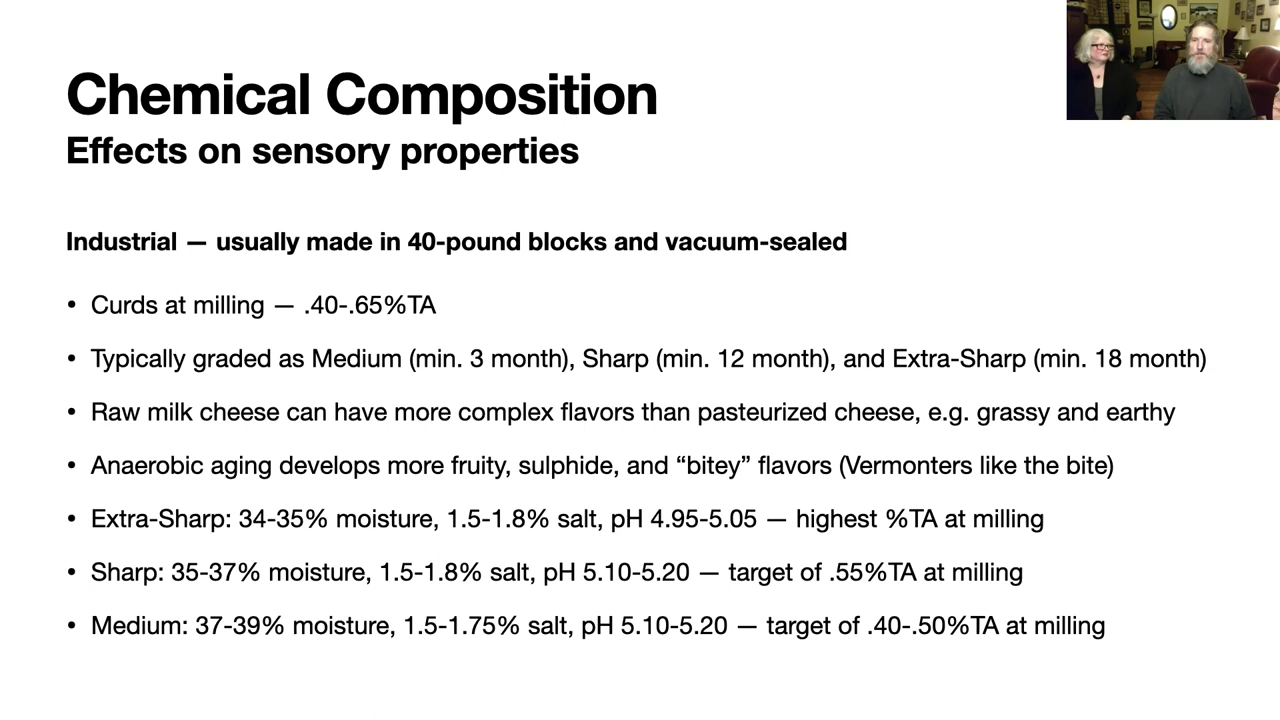 Chemical Composition
Effects on sensory properties
Industrial — usually made in 40-pound blocks and vacuum-sealed
• Curds at milling — .40-.65%TA
• Typically graded as Medium (min. 3 month), Sharp (min. 12 month), and Extra-Sharp (min. 18 month)
• Raw milk cheese can have more complex flavors than pasteurized cheese, e.g. grassy and earthy
• Anaerobic aging develops more fruity, sulphide, and “bitey” flavors (Vermonters like the bite)
• Extra-Sharp: 34-35% moisture, 1.5-1.8% salt, pH 4.95-5.05 — highest %TA at milling
• Sharp: 35-37% moisture, 1.5-1.8% salt, pH 5.10-5.20 — target of .55%TA at milling
• Medium: 37-39% moisture, 1.5-1.75% salt, pH 5.10-5.20 — target of .40-.50%TA at milling